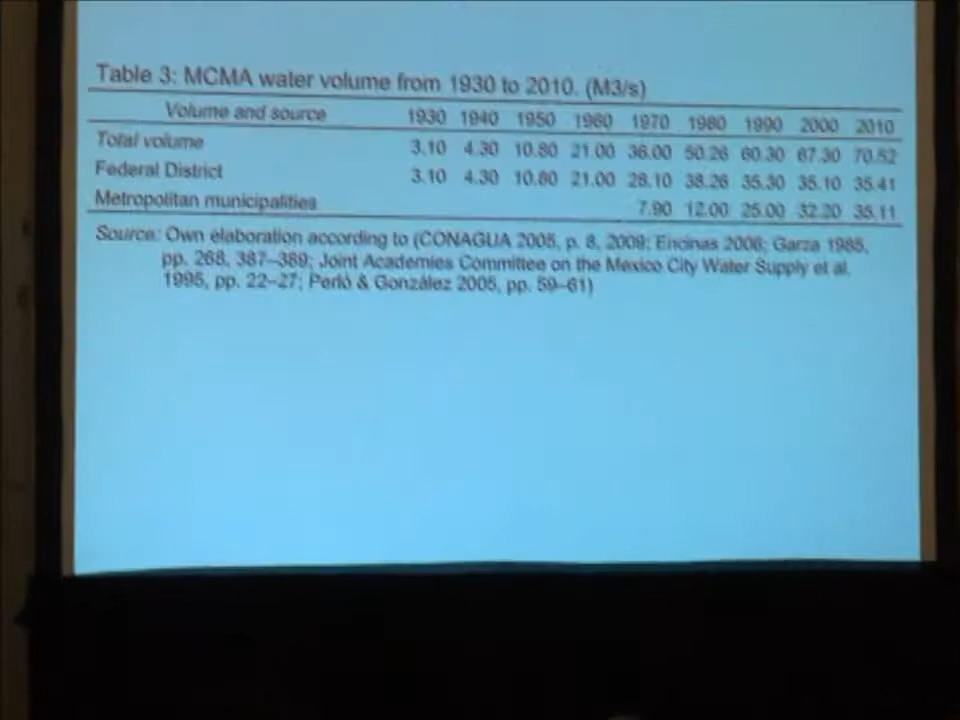 Table 3: MCMA water volume from 1930 to 2010. (M3/s)
Volume and source 1930 1940 1950 1960 1970 1980 1990 2000 2010
Total volume 3.10 4.30 10.80 21.00 36.00 50.26 60.30 67.30 70.52
Federal District 3.10 4.30 10.80 21.00 28.10 38.26 35.30 35.10 35.41
Metropolitan municipalities 7.90 12.00 25.00 32.20 35.11
Source: Own elaboration according to (CONAGUA 2005, p. 8, 2009; Encinas 2006; Garza 1985,
pp. 268, 387–389; Joint Academies Committee on the Mexico City Water Supply et al.
1995, pp. 22–27; Perló & González 2005, pp. 59–61)